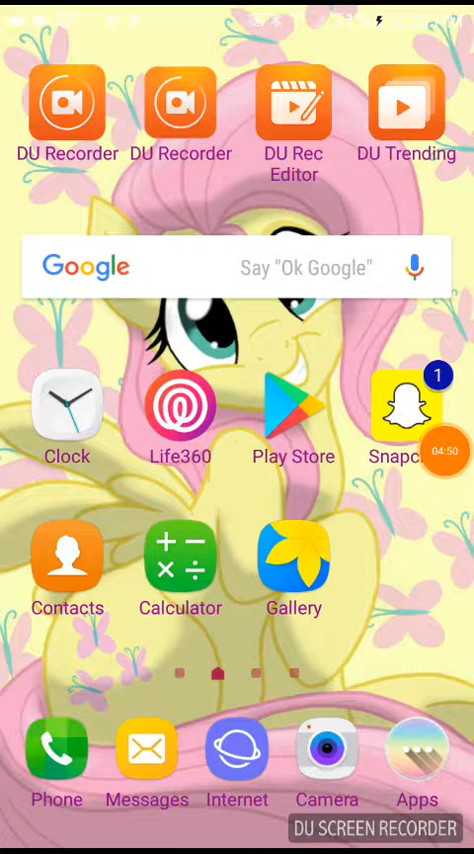 DU Recorder
DU Recorder
DU Rec
Editor
DU Trending
Google
Say "Ok Google"
1
Clock
Life360
Play Store
Snapc
04:50
Contacts
Calculator
Gallery
Phone
Messages
Internet
Camera
Apps
DU SCREEN RECORDER